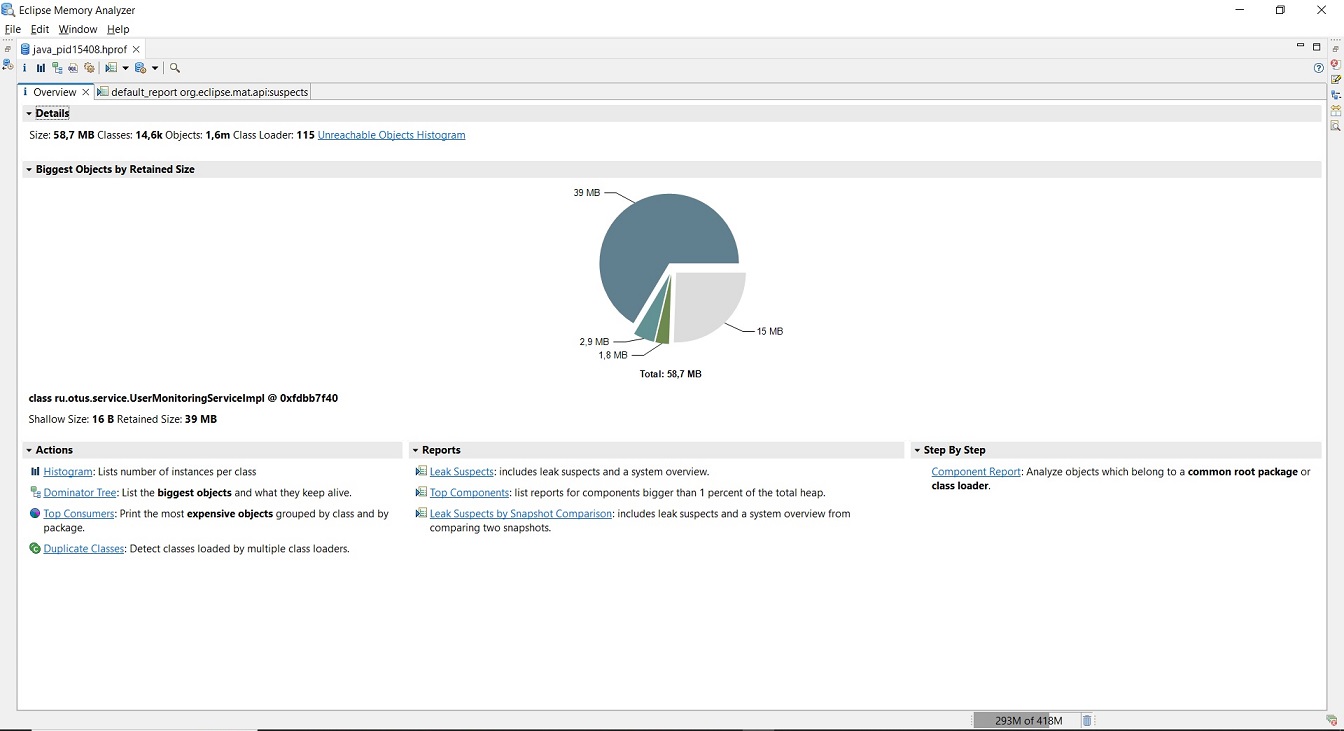 Eclipse Memory Analyzer
File Edit Window Help
java_pid15408.hprof
Overview default_report org.eclipse.mat.api:suspects
Details
Size: 58,7 MB Classes: 14,6k Objects: 1,6m Class Loader: 115 Unreachable Objects Histogram
Biggest Objects by Retained Size
39 MB
15 MB
2,9 MB
1,8 MB
Total: 58,7 MB
class ru.otus.service.UserMonitoringServiceImpl @ 0xfdbb7f40
Shallow Size: 16 B Retained Size: 39 MB
Actions
Histogram: Lists number of instances per class
Dominator Tree: List the biggest objects and what they keep alive.
Top Consumers: Print the most expensive objects grouped by class and by
package.
Duplicate Classes: Detect classes loaded by multiple class loaders.
Reports
Leak Suspects: includes leak suspects and a system overview.
Top Components: list reports for components bigger than 1 percent of the total heap.
Leak Suspects by Snapshot Comparison: includes leak suspects and a system overview from
comparing two snapshots.
Step By Step
Component Report: Analyze objects which belong to a common root package or
class loader.
293M of 418M